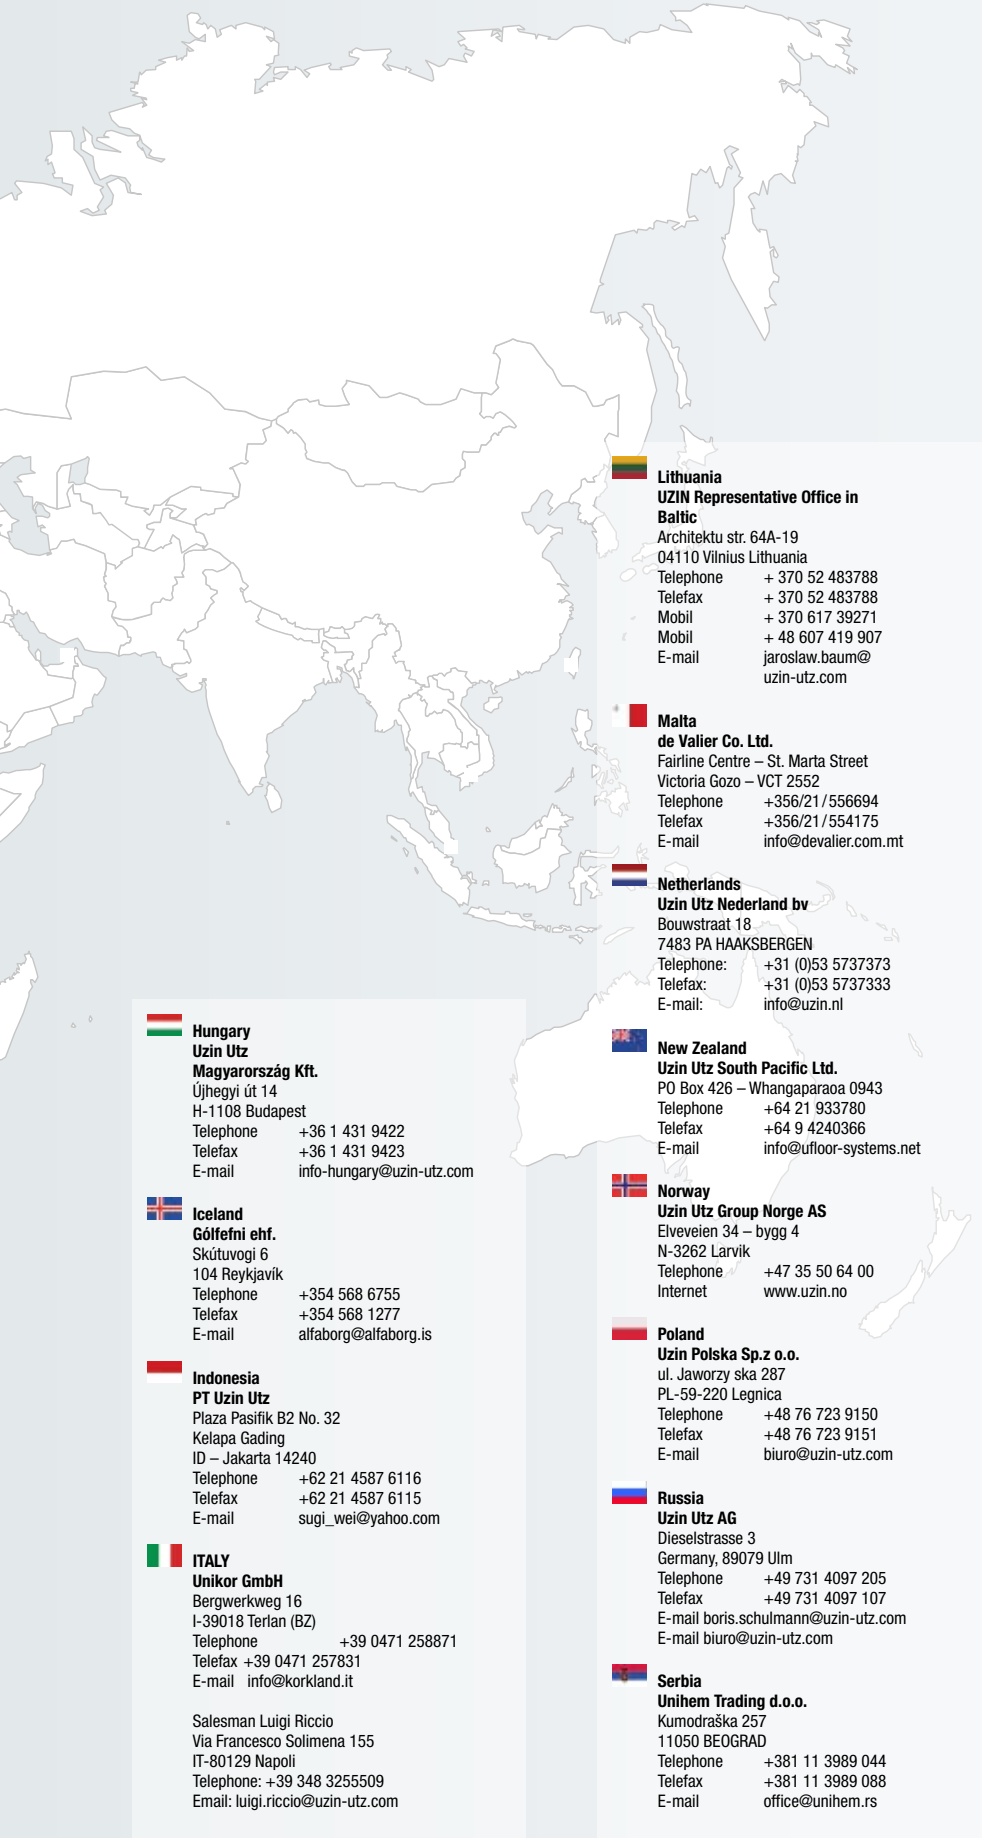 Hungary
Uzin Utz
Magyarország Kft.
Újhegyi út 14
H-1108 Budapest
Telephone +36 1 431 9422
Telefax +36 1 431 9423
E-mail info-hungary@uzin-utz.com
Iceland
Gólfefni ehf.
Skútuvogi 6
104 Reykjavík
Telephone +354 568 6755
Telefax +354 568 1277
E-mail alfaborg@alfaborg.is
Indonesia
PT Uzin Utz
Plaza Pasifik B2 No. 32
Kelapa Gading
ID – Jakarta 14240
Telephone +62 21 4587 6116
Telefax +62 21 4587 6115
E-mail sugi_wei@yahoo.com
ITALY
Unikor GmbH
Bergwerkweg 16
I-39018 Terlan (BZ)
Telephone +39 0471 258871
Telefax +39 0471 257831
E-mail info@korkland.it
Salesman Luigi Riccio
Via Francesco Solimena 155
IT-80129 Napoli
Telephone: +39 348 3255509
Email: luigi.riccio@uzin-utz.com
Lithuania
UZIN Representative Office in
Baltic
Architektu str. 64A-19
04110 Vilnius Lithuania
Telephone + 370 52 483788
Telefax + 370 52 483788
Mobil + 370 617 39271
Mobil + 48 607 419 907
E-mail jaroslaw.baum@
uzin-utz.com
Malta
de Valier Co. Ltd.
Fairline Centre – St. Marta Street
Victoria Gozo – VCT 2552
Telephone +356/21/556694
Telefax +356/21/554175
E-mail info@devalier.com.mt
Netherlands
Uzin Utz Nederland bv
Bouwstraat 18
7483 PA HAAKSBERGEN
Telephone: +31 (0)53 5737373
Telefax: +31 (0)53 5737333
E-mail: info@uzin.nl
New Zealand
Uzin Utz South Pacific Ltd.
PO Box 426 – Whangaparaoa 0943
Telephone +64 21 933780
Telefax +64 9 4240366
E-mail info@ufloor-systems.net
Norway
Uzin Utz Group Norge AS
Elveveien 34 – bygg 4
N-3262 Larvik
Telephone +47 35 50 64 00
Internet www.uzin.no
Poland
Uzin Polska Sp.z o.o.
ul. Jaworzy ska 287
PL-59-220 Legnica
Telephone +48 76 723 9150
Telefax +48 76 723 9151
E-mail biuro@uzin-utz.com
Russia
Uzin Utz AG
Dieselstrasse 3
Germany, 89079 Ulm
Telephone +49 731 4097 205
Telefax +49 731 4097 107
E-mail boris.schulmann@uzin-utz.com
E-mail biuro@uzin-utz.com
Serbia
Unihem Trading d.o.o.
Kumodraška 257
11050 BEOGRAD
Telephone +381 11 3989 044
Telefax +381 11 3989 088
E-mail office@unihem.rs